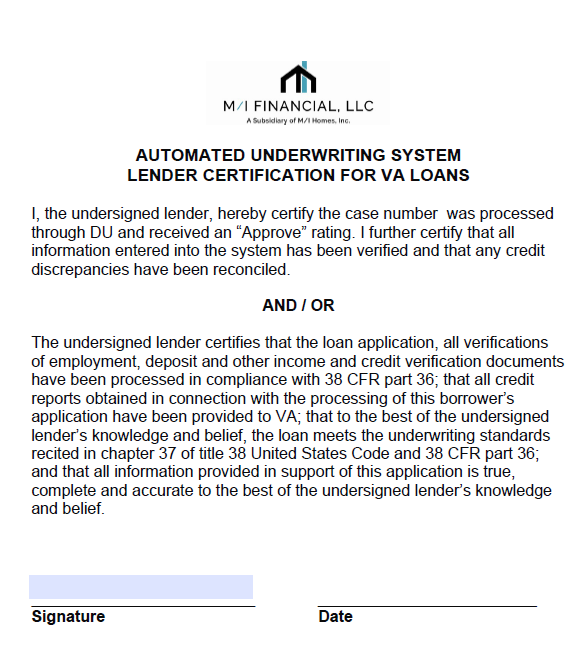 M/I FINANCIAL, LLC
A Subsidiary of M/I Homes, Inc.
AUTOMATED UNDERWRITING SYSTEM
LENDER CERTIFICATION FOR VA LOANS
I, the undersigned lender, hereby certify the case number  was processed
through DU and received an “Approve” rating. I further certify that all
information entered into the system has been verified and that any credit
discrepancies have been reconciled.
AND / OR
The undersigned lender certifies that the loan application, all verifications
of employment, deposit and other income and credit verification documents
have been processed in compliance with 38 CFR part 36; that all credit
reports obtained in connection with the processing of this borrower’s
application have been provided to VA; that to the best of the undersigned
lender’s knowledge and belief, the loan meets the underwriting standards
recited in chapter 37 of title 38 United States Code and 38 CFR part 36;
and that all information provided in support of this application is true,
complete and accurate to the best of the undersigned lender’s knowledge
and belief.
Signature Date